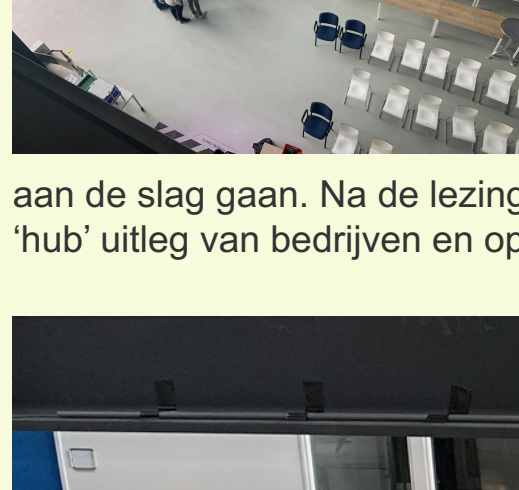 aan de slag gaan. Na de lezing
‘hub’ uitleg van bedrijven en op